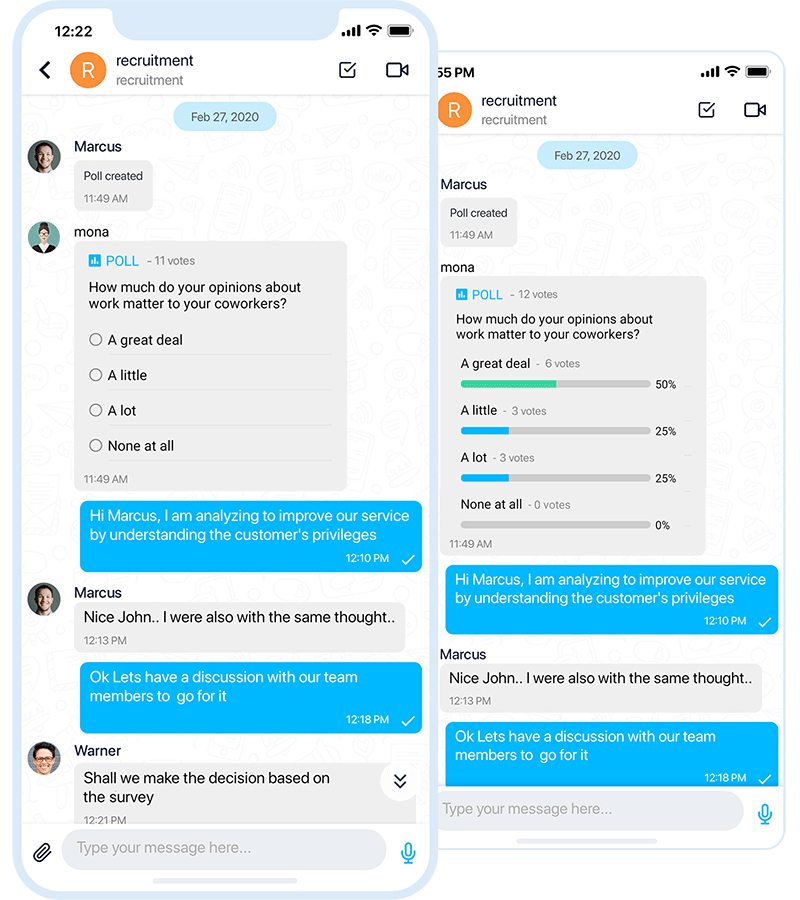 12:22
R
recruitment
recruitment
Feb 27, 2020
Marcus
Poll created
11:49 AM
mona
POLL - 11 votes
How much do your opinions about
work matter to your coworkers?
A great deal
A little
A lot
None at all
11:49 AM
Hi Marcus, I am analyzing to improve our service
by understanding the customer's privileges
12:10 PM
Marcus
Nice John.. I were also with the same thought..
12:13 PM
Ok Lets have a discussion with our team
members to go for it
12:18 PM
Warner
Shall we make the decision based on
the survey
12:21 PM
Type your message here...
55 PM
R
recruitment
recruitment
Feb 27, 2020
Marcus
Poll created
11:49 AM
mona
POLL - 12 votes
How much do your opinions about
work matter to your coworkers?
A great deal - 6 votes
50%
A little - 3 votes
25%
A lot - 3 votes
25%
None at all - 0 votes
0%
11:49 AM
Hi Marcus, I am analyzing to improve our service
by understanding the customer's privileges
12:10 PM
Marcus
Nice John.. I were also with the same thought..
12:13 PM
Ok Lets have a discussion with our team
members to go for it
12:18 PM
Type your message here...